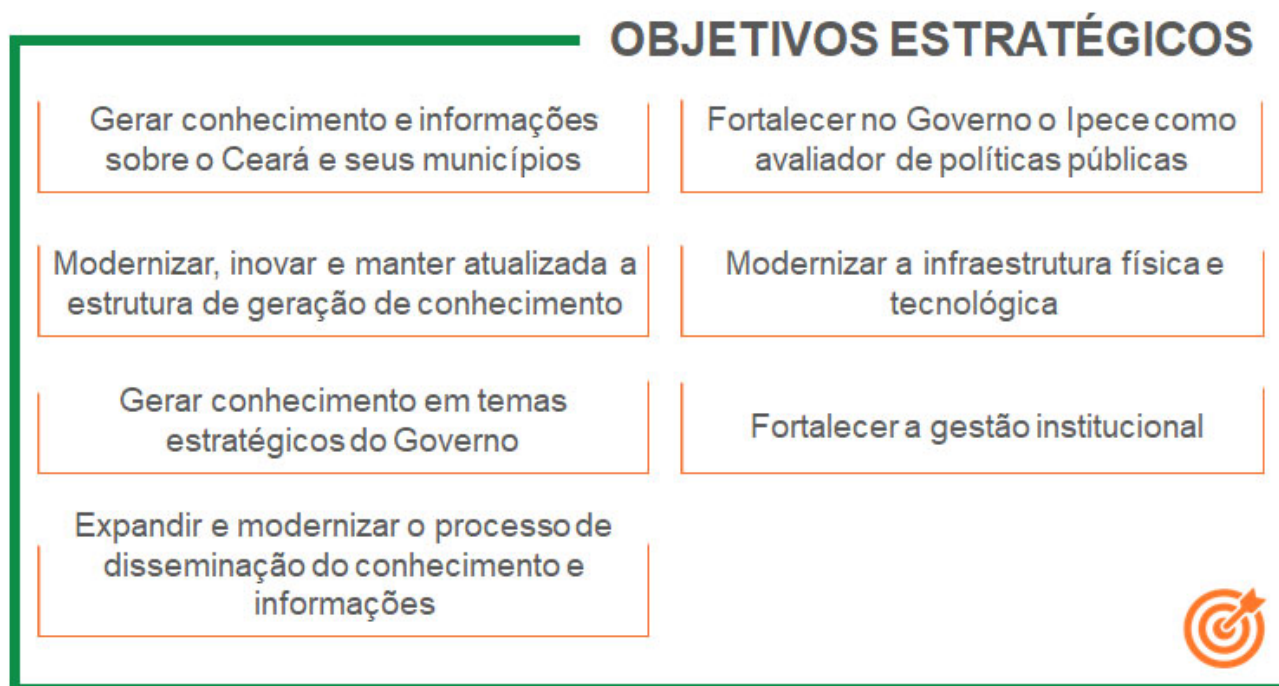 OBJETIVOS ESTRATÉGICOS
Gerar conhecimento e informações
sobre o Ceará e seus municípios
Fortalecer no Governo o Ipece como
avaliador de políticas públicas
Modernizar, inovar e manter atualizada a
estrutura de geração de conhecimento
Modernizar a infraestrutura física e
tecnológica
Gerar conhecimento em temas
estratégicos do Governo
Fortalecer a gestão institucional
Expandir e modernizar o processo de
disseminação do conhecimento e
informações